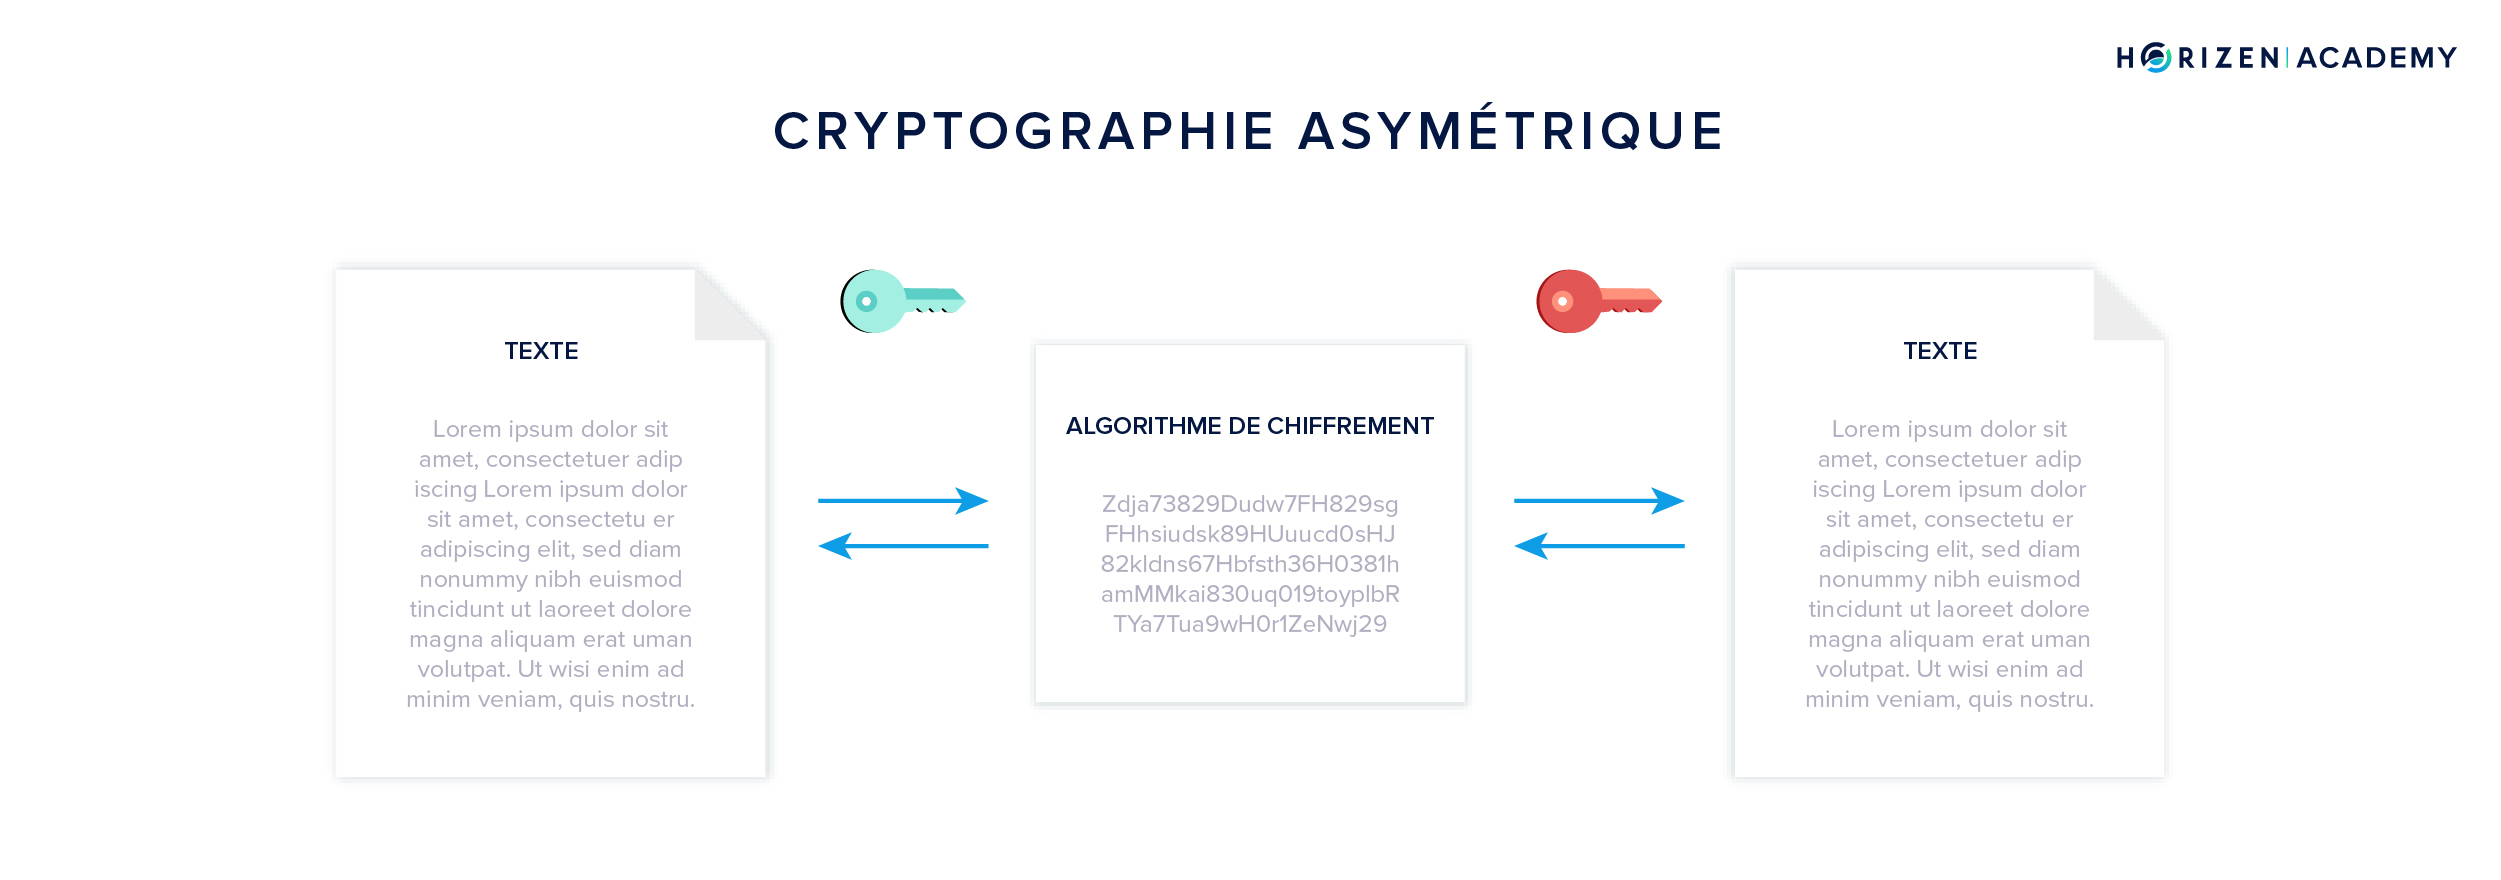 HORIZEN ACADEMY
CRYPTOGRAPHIE ASYMÉTRIQUE
TEXTE
Lorem ipsum dolor sit
amet, consectetuer adip
iscing Lorem ipsum dolor
sit amet, consectetu er
adipiscing elit, sed diam
nonummy nibh euismod
tincidunt ut laoreet dolore
magna aliquam erat uman
volutpat. Ut wisi enim ad
minim veniam, quis nostru.
ALGORITHME DE CHIFFREMENT
Zdja73829Dudw7FH829sg
FHhsiudsk89HUuucd0sHJ
82kldns67Hbfsth36H0381h
amMMkai830uq019toyplbR
TYa7Tua9wH0r1ZeNwj29
TEXTE
Lorem ipsum dolor sit
amet, consectetuer adip
iscing Lorem ipsum dolor
sit amet, consectetu er
adipiscing elit, sed diam
nonummy nibh euismod
tincidunt ut laoreet dolore
magna aliquam erat uman
volutpat. Ut wisi enim ad
minim veniam, quis nostru.